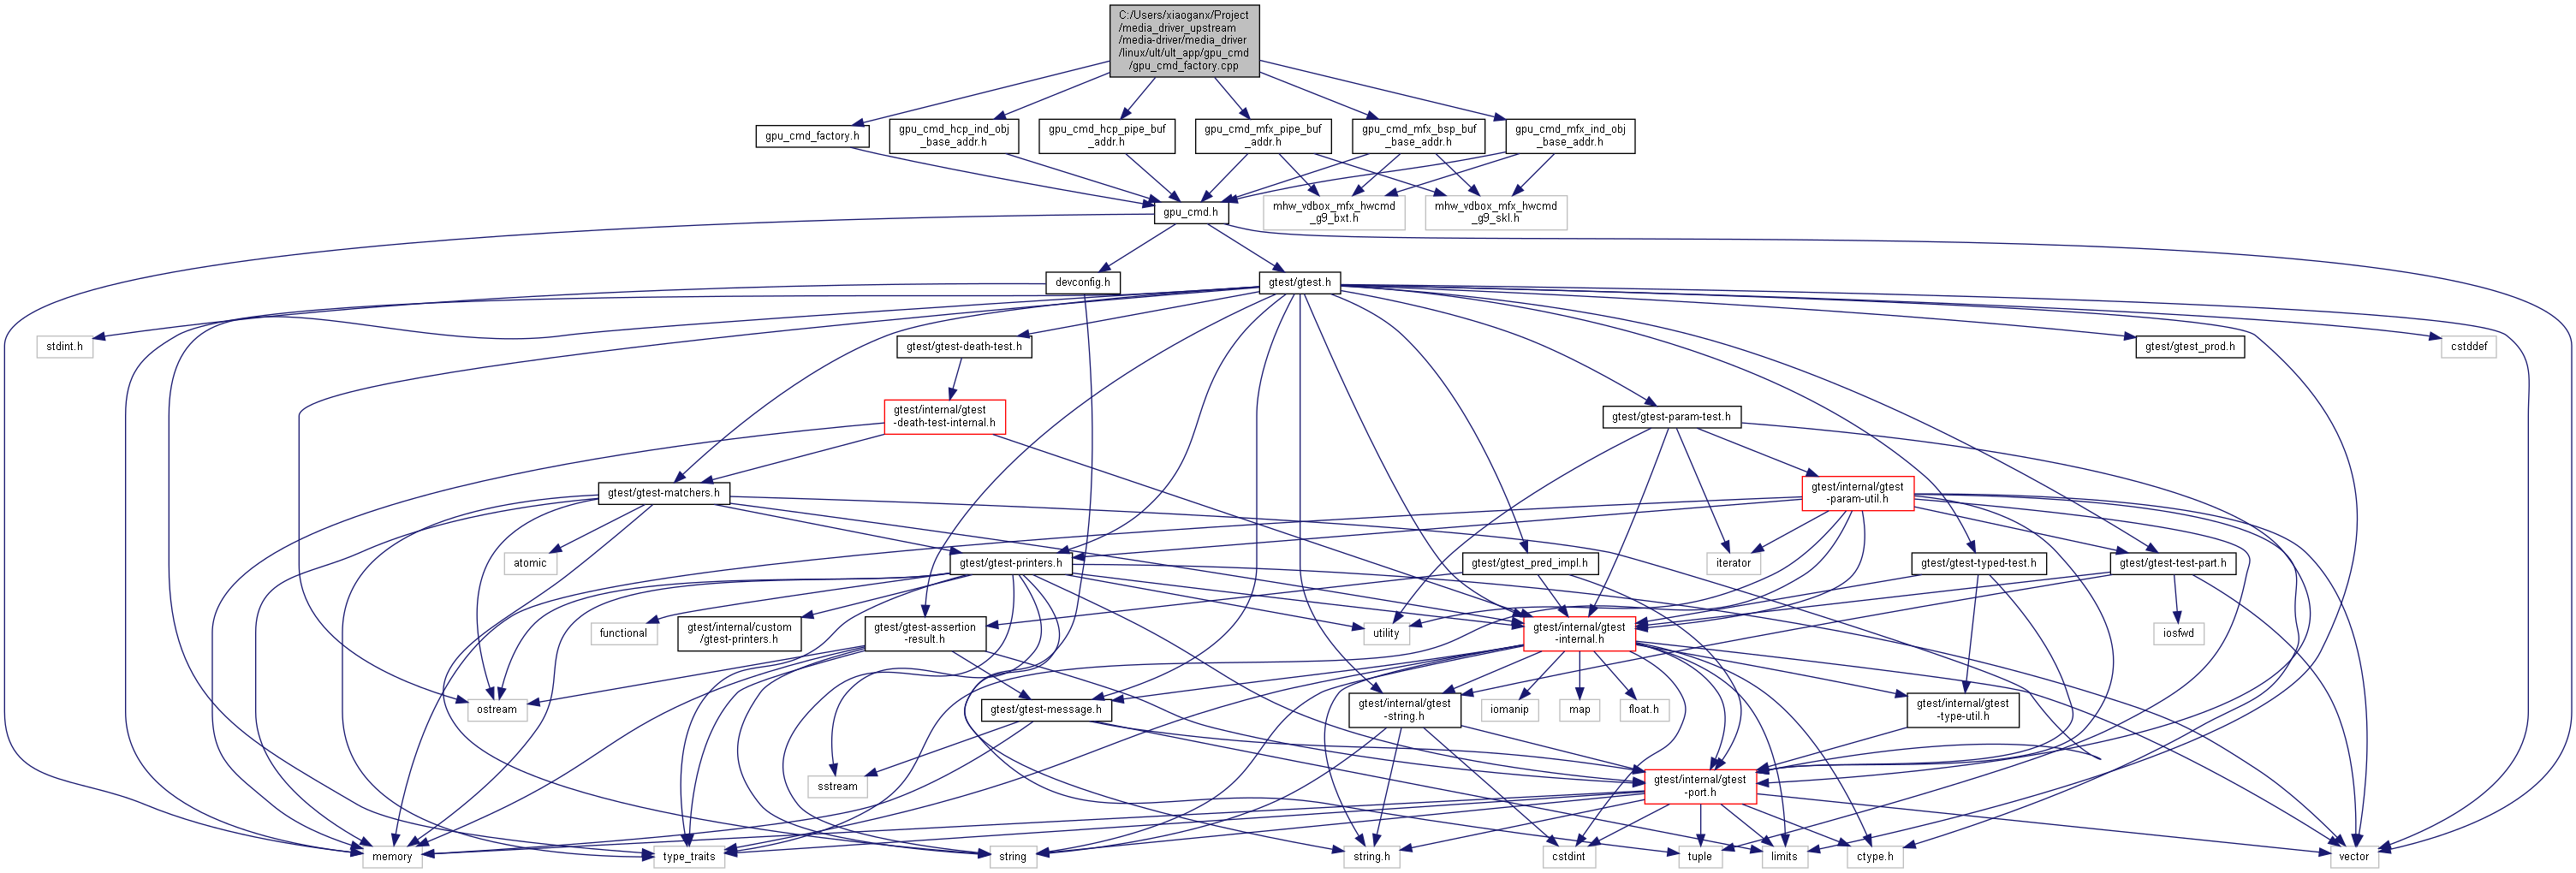 C:/Users/xiaoganx/Project
/media_driver_upstream
/media-driver/media_driver
/linux/ult/ult_app/gpu_cmd
/gpu_cmd_factory.cpp
gpu_cmd_factory.h
gpu_cmd_hcp_ind_obj
_base_addr.h
gpu_cmd_hcp_pipe_buf
_addr.h
gpu_cmd_mfx_pipe_buf
_addr.h
gpu_cmd_mfx_bsp_buf
_base_addr.h
gpu_cmd_mfx_ind_obj
_base_addr.h
gpu_cmd.h
mhw_vdbox_mfx_hwcmd
_g9_bxt.h
mhw_vdbox_mfx_hwcmd
_g9_skl.h
devconfig.h
gtest/gtest.h
stdint.h
gtest/gtest-death-test.h
gtest/gtest_prod.h
cstddef
gtest/internal/gtest
-death-test-internal.h
gtest/gtest-param-test.h
gtest/gtest-matchers.h
gtest/internal/gtest
-param-util.h
atomic
gtest/gtest-printers.h
gtest/gtest_pred_impl.h
iterator
gtest/gtest-typed-test.h
gtest/gtest-test-part.h
functional
gtest/internal/custom
/gtest-printers.h
gtest/gtest-assertion
-result.h
utility
gtest/internal/gtest
-internal.h
iosfwd
ostream
gtest/gtest-message.h
gtest/internal/gtest
-string.h
iomanip
map
float.h
gtest/internal/gtest
-type-util.h
sstream
gtest/internal/gtest
-port.h
memory
type_traits
string
string.h
cstdint
tuple
limits
ctype.h
vector